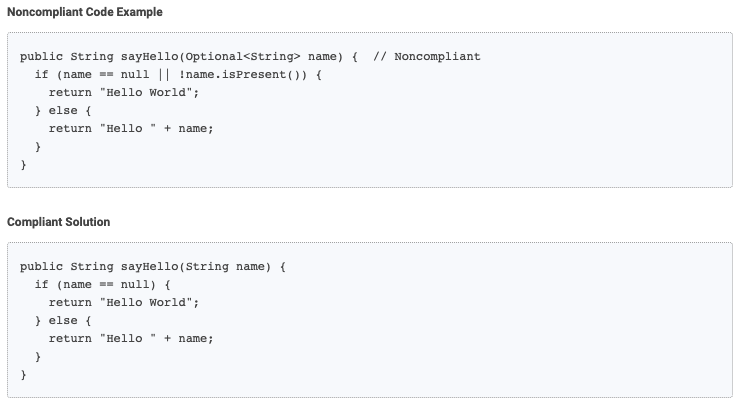 Noncompliant Code Example
public String sayHello(Optional<String> name) {  // Noncompliant
  if (name == null || !name.isPresent()) {
    return "Hello World";
  } else {
    return "Hello " + name;
  }
}
Compliant Solution
public String sayHello(String name) {
  if (name == null) {
    return "Hello World";
  } else {
    return "Hello " + name;
  }
}